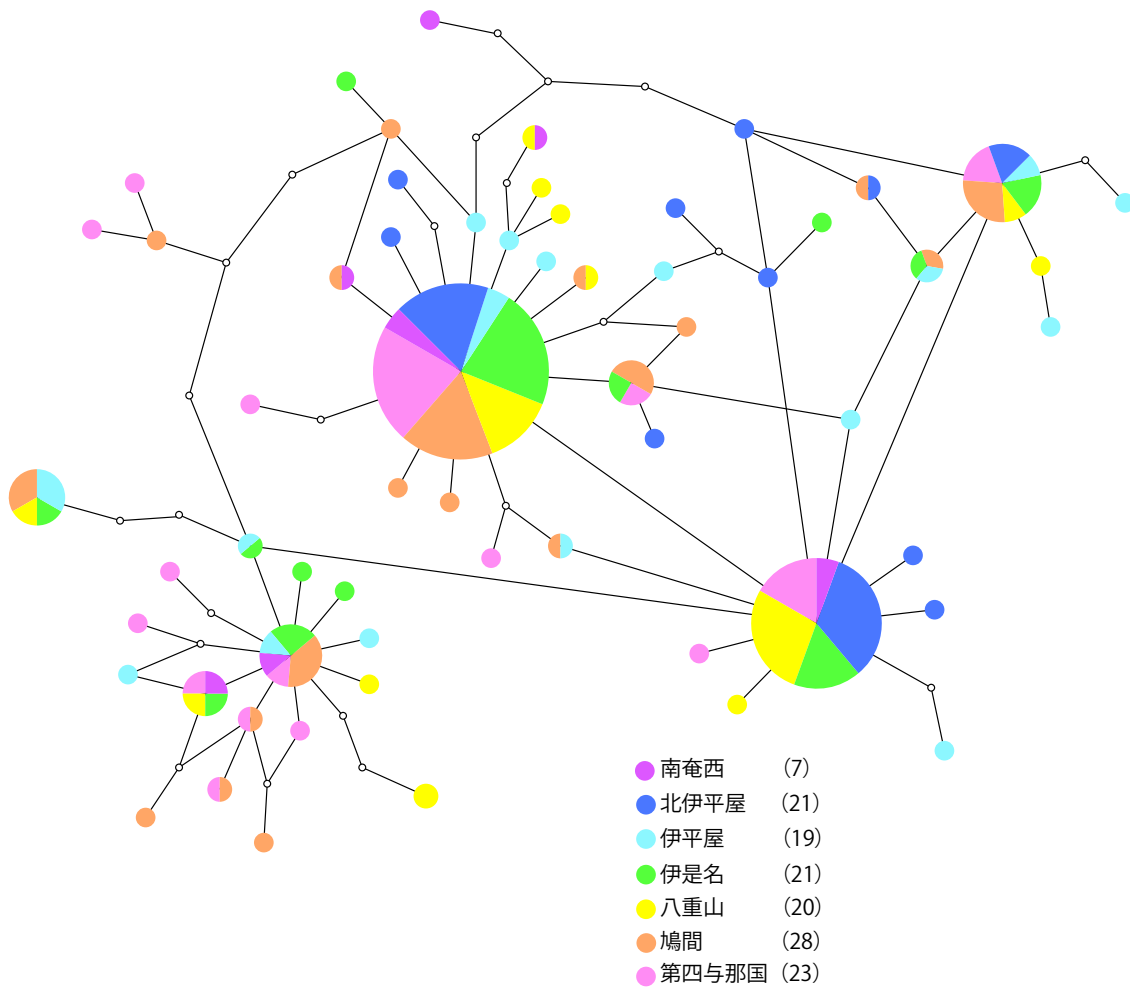 南奄西 (7)
北伊平屋 (21)
伊平屋 (19)
伊是名 (21)
八重山 (20)
鳩間 (28)
第四与那国 (23)